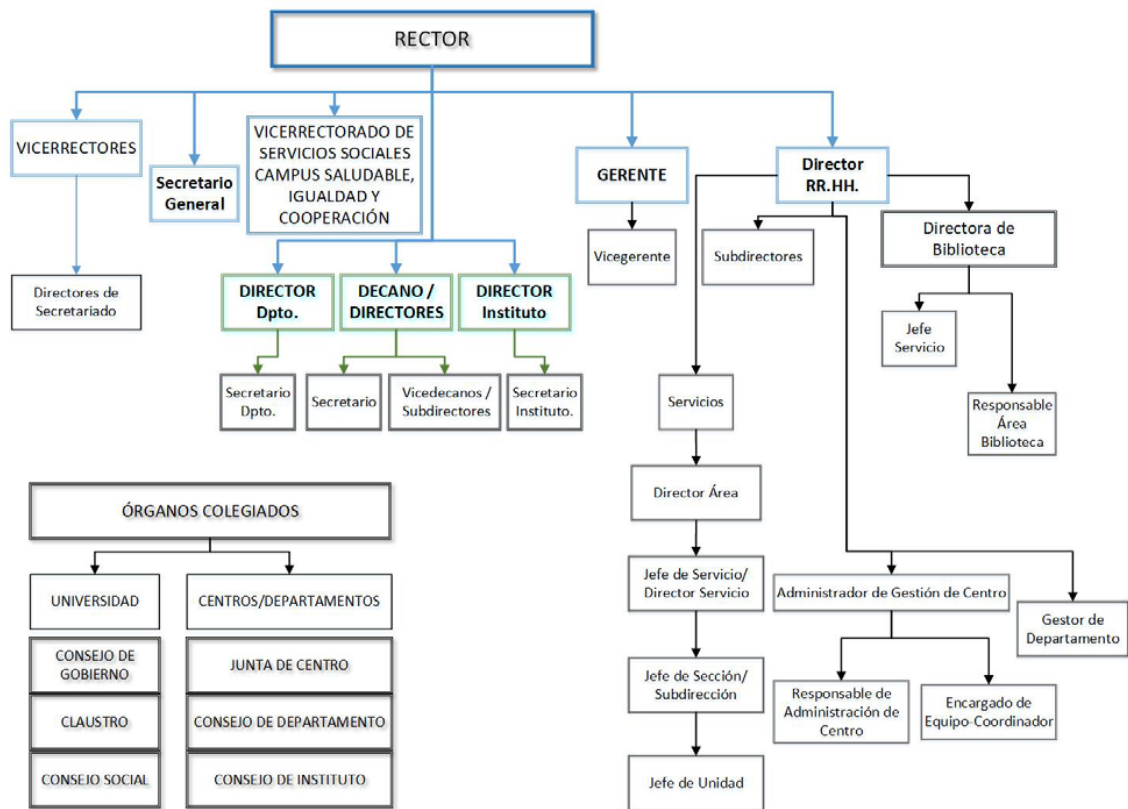 RECTOR
VICERRECTORES
Secretario
General
VICERRECTORADO DE
SERVICIOS SOCIALES
CAMPUS SALUDABLE,
IGUALDAD Y
COOPERACIÓN
GERENTE
Director
RR.HH.
Directores de
Secretariado
DIRECTOR
Dpto.
DECANO /
DIRECTORES
DIRECTOR
Instituto
Vicegerente
Subdirectores
Directora de
Biblioteca
Jefe
Servicio
Responsable
Área
Biblioteca
Secretario
Dpto.
Secretario
Vicedecanos /
Subdirectores
Secretario
Instituto.
Servicios
Director Área
Jefe de Servicio/
Director Servicio
Jefe de Sección/
Subdirección
Jefe de Unidad
Administrador de Gestión de Centro
Gestor de
Departamento
Responsable de
Administración de
Centro
Encargado de
Equipo-Coordinador
ÓRGANOS COLEGIADOS
UNIVERSIDAD
CENTROS/DEPARTAMENTOS
CONSEJO DE
GOBIERNO
JUNTA DE CENTRO
CLAUSTRO
CONSEJO DE DEPARTAMENTO
CONSEJO SOCIAL
CONSEJO DE INSTITUTO